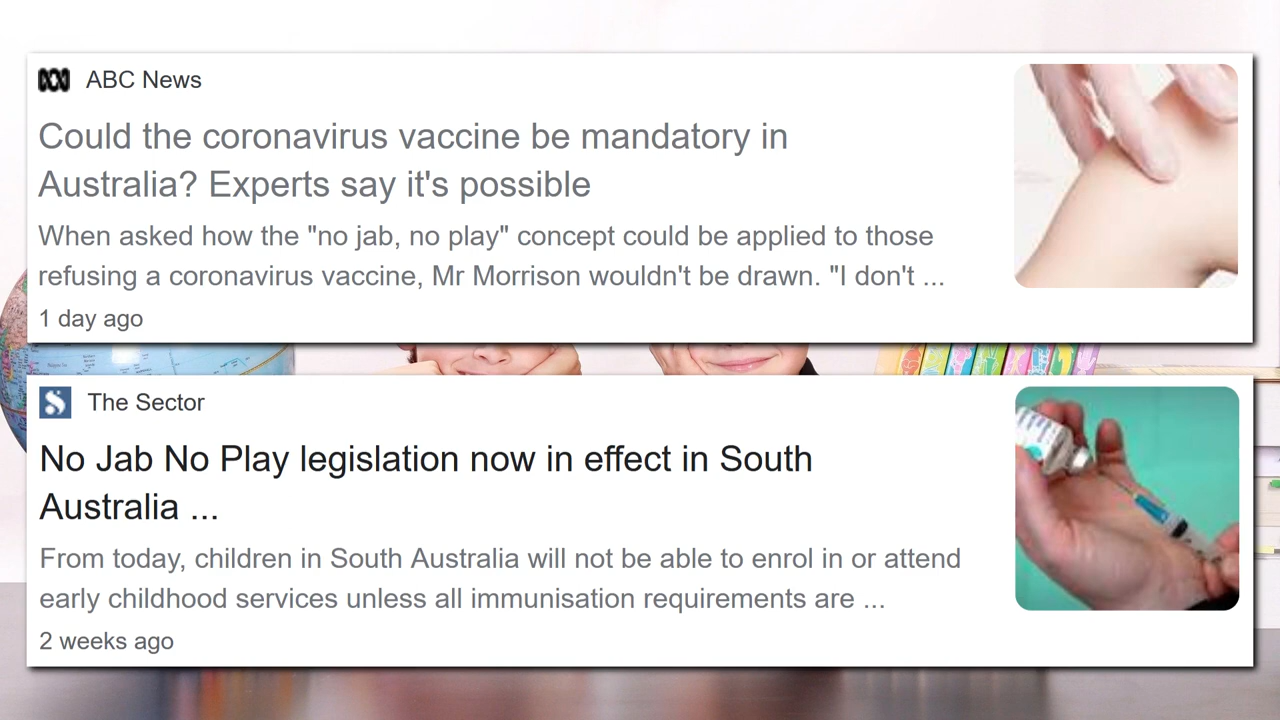 ABC News
Could the coronavirus vaccine be mandatory in
Australia? Experts say it's possible
When asked how the "no jab, no play" concept could be applied to those
refusing a coronavirus vaccine, Mr Morrison wouldn't be drawn. "I don't ...
1 day ago
The Sector
No Jab No Play legislation now in effect in South
Australia ...
From today, children in South Australia will not be able to enrol in or attend
early childhood services unless all immunisation requirements are ...
2 weeks ago